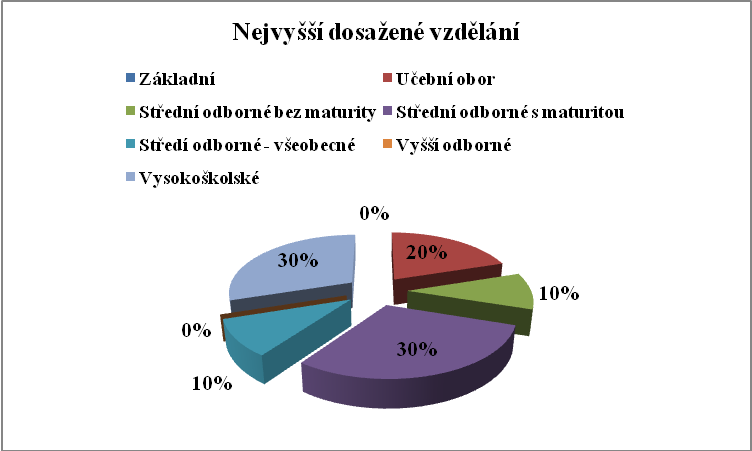 Nejvyšší dosažené vzdělání
Základní
Učební obor
Střední odborné bez maturity
Střední odborné s maturitou
Středí odborné - všeobecné
Vyšší odborné
Vysokoškolské
0%
20%
30%
10%
0%
30%
10%